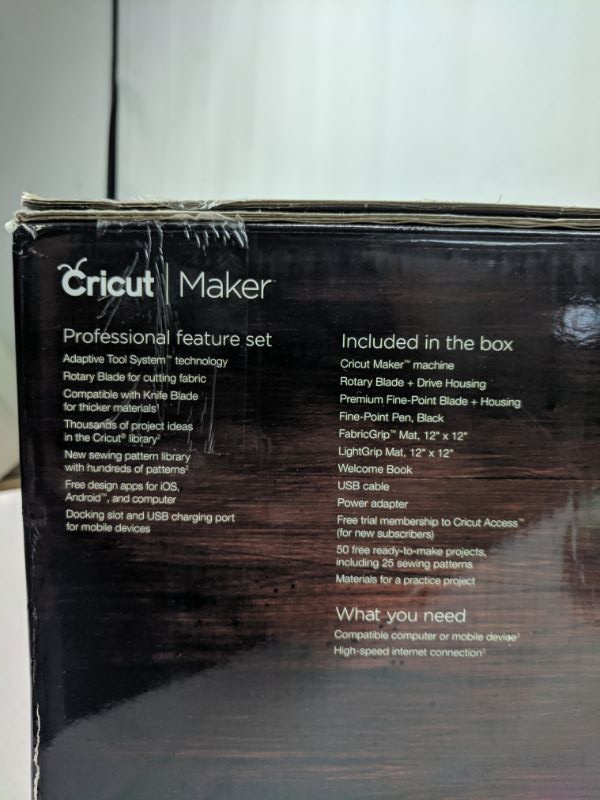 Cricut | Maker
Professional feature set
Adaptive Tool System™ technology
Rotary Blade for cutting fabric
Compatible with Knife Blade
for thicker materials¹
Thousands of project ideas
in the Cricut® library²
New sewing pattern library
with hundreds of patterns²
Free design apps for iOS,
Android™, and computer
Docking slot and USB charging port
for mobile devices
Included in the box
Cricut Maker™ machine
Rotary Blade + Drive Housing
Premium Fine-Point Blade + Housing
Fine-Point Pen, Black
FabricGrip™ Mat, 12" x 12"
LightGrip Mat, 12" x 12"
Welcome Book
USB cable
Power adapter
Free trial membership to Cricut Access™
(for new subscribers)
50 free ready-to-make projects,
including 25 sewing patterns
Materials for a practice project
What you need
Compatible computer or mobile device³
High-speed internet connection³